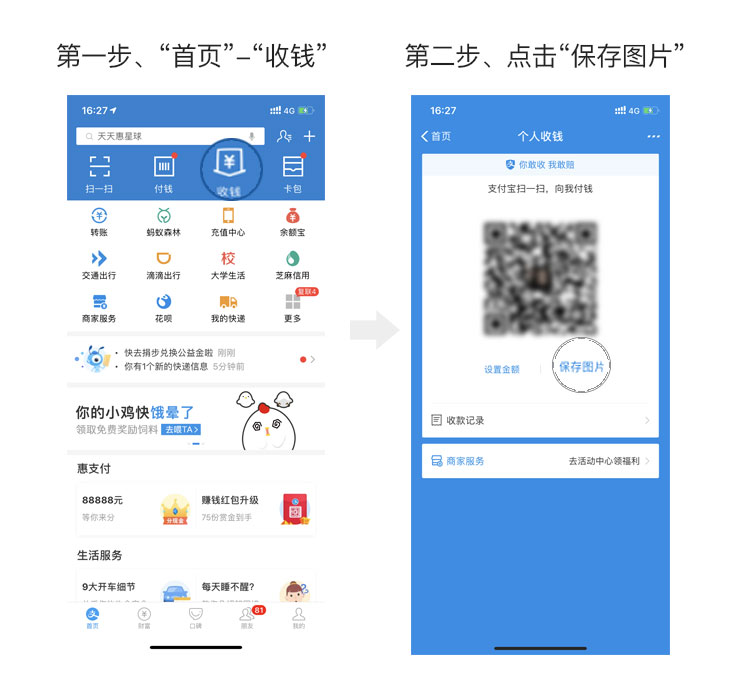 第一步、“首页”–“收钱”
第二步、点击“保存图片”
16:27
4G
天天惠星球
扫一扫
付钱
收钱
卡包
转账
蚂蚁森林
充值中心
余额宝
交通出行
滴滴出行
校
大学生活
芝麻信用
复联4
商家服务
花呗
我的快递
更多
· 快去捐步兑换公益金啦 刚刚
· 你有1个新的快递信息 5分钟前
你的小鸡快饿晕了
领取免费奖励饲料 去喂TA >
惠支付
88888元
等你来分
分现金
赚钱红包升级
75份赏金到手
生活服务
9大开车细节
每天睡不醒?
首页
财富
口碑
朋友
81
我的
16:27
4G
首页
个人收钱
你敢收 我敢赔
支付宝扫一扫，向我付钱
设置金额
保存图片
收款记录
商家服务
去活动中心领福利